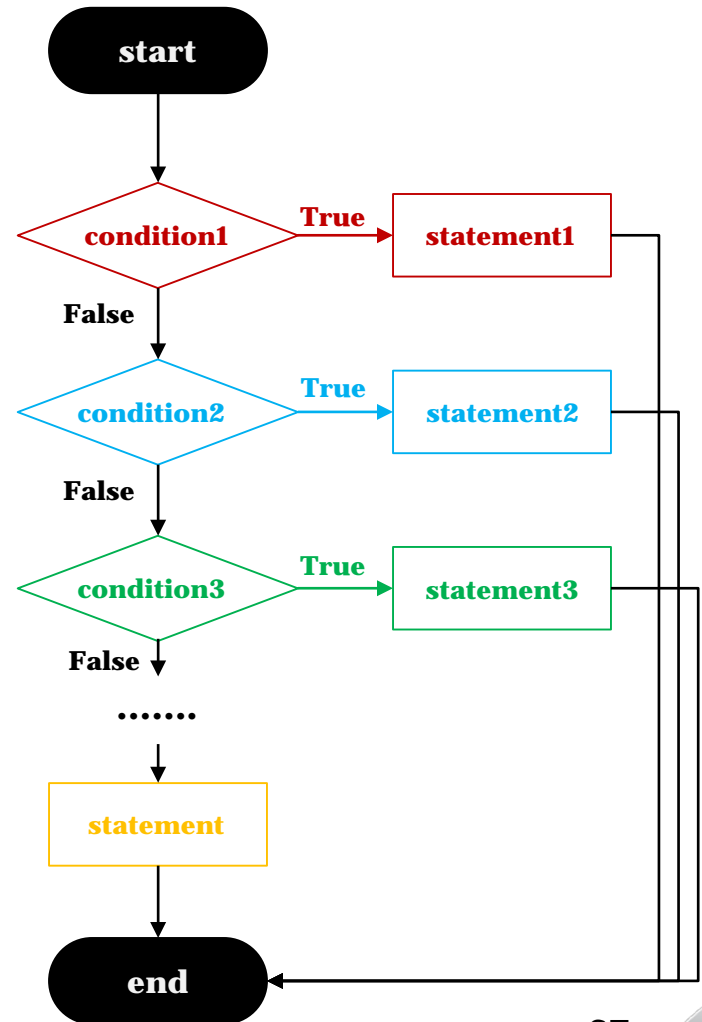 start
condition1
True
statement1
False
condition2
True
statement2
False
condition3
True
statement3
False
.......
statement
end